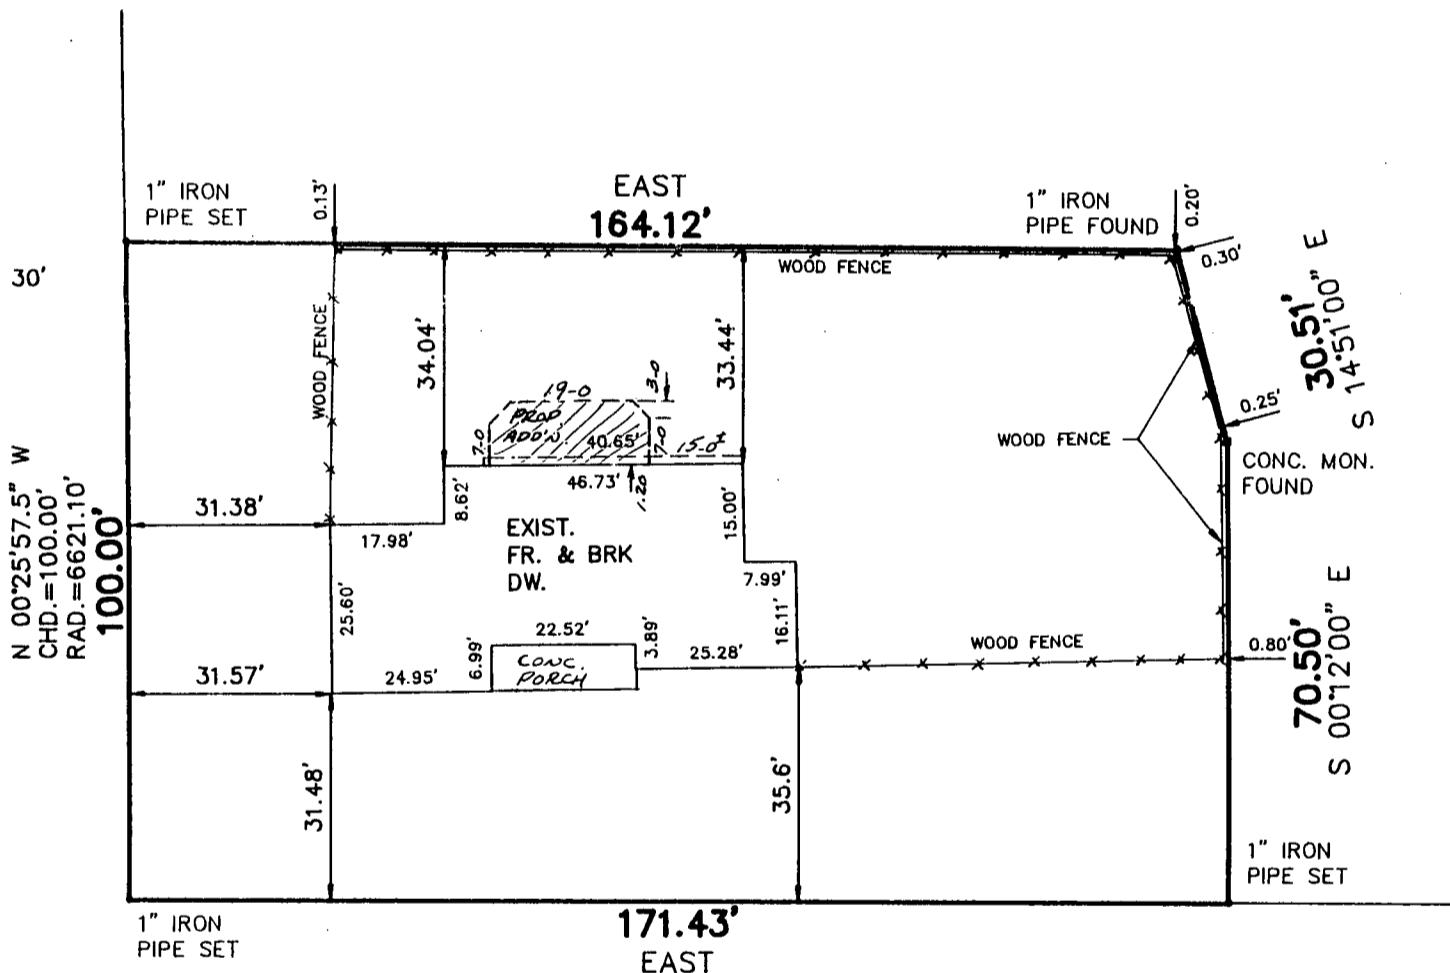 1" IRON
PIPE SET
0.13'
EAST
164.12'
1" IRON
PIPE FOUND
0.20'
0.30'
WOOD FENCE
30'
WOOD FENCE
34.04'
33.44'
30.51'
S 14°51'00" E
19-0
3-0
PROP
ADD'N.
7-0
40.65'
7-0
15-0±
0.25'
WOOD FENCE
CONC. MON.
FOUND
46.73'
1.20
N 00°25'57.5" W
CHD.=100.00'
RAD.=6621.10'
100.00'
31.38'
17.98'
8.62'
EXIST.
FR. & BRK
DW.
15.00'
7.99'
25.60'
16.11'
22.52'
6.99'
3.89'
CONC.
PORCH
25.28'
WOOD FENCE
0.80'
31.57'
24.95'
70.50'
S 00°12'00" E
31.48'
35.6'
1" IRON
PIPE SET
1" IRON
PIPE SET
171.43'
EAST